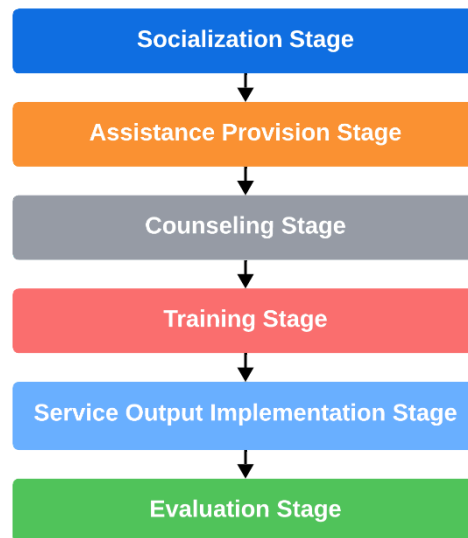 Socialization Stage
Assistance Provision Stage
Counseling Stage
Training Stage
Service Output Implementation Stage
Evaluation Stage